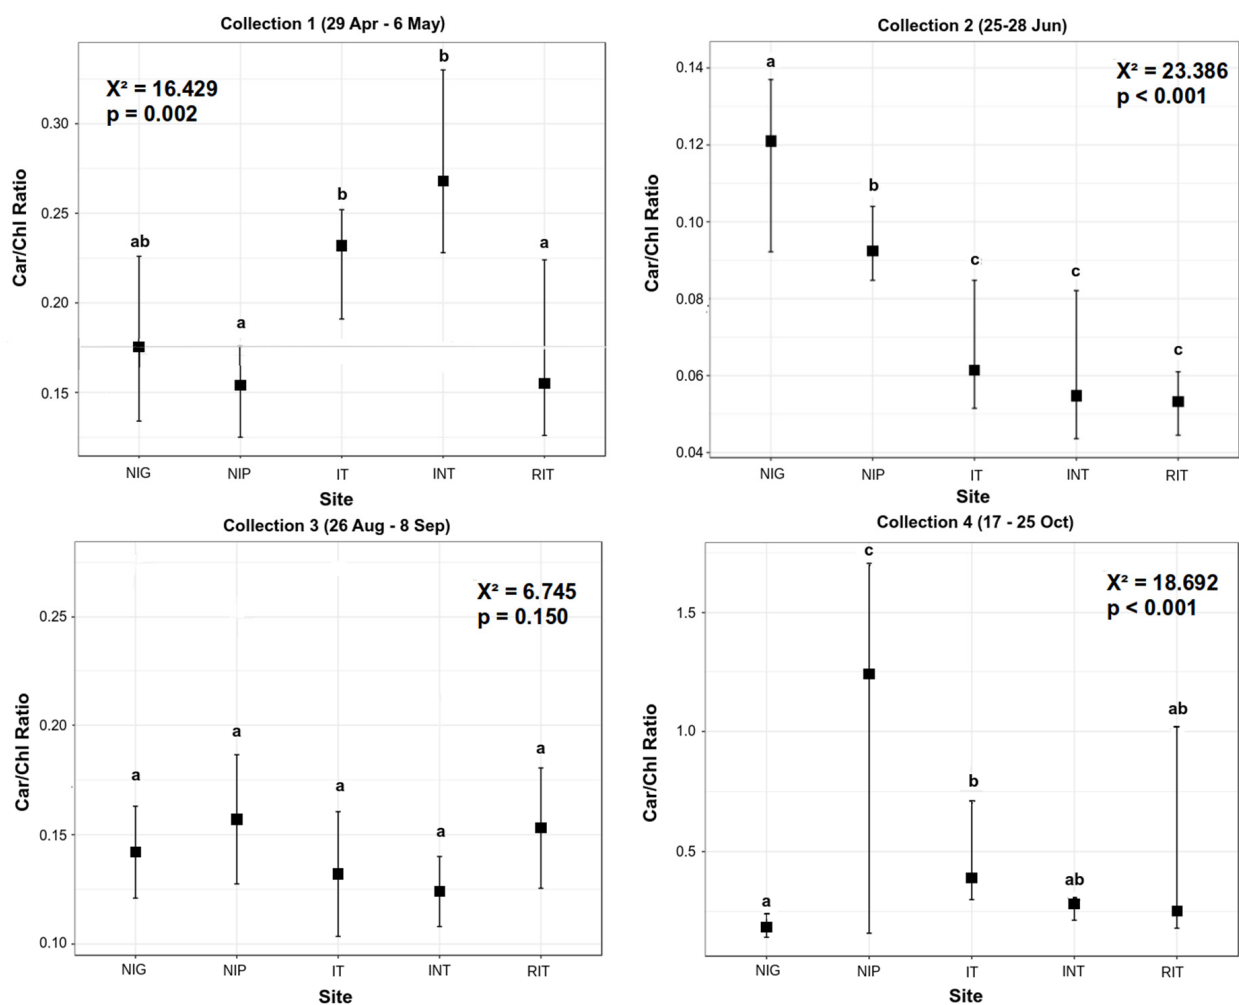 Collection 1 (29 Apr - 6 May)
X² = 16.429
p = 0.002
Car/Chl Ratio
0.30
0.25
0.20
0.15
ab
a
b
b
a
NIG NIP IT INT RIT
Site
Collection 2 (25-28 Jun)
X² = 23.386
p < 0.001
Car/Chl Ratio
0.14
0.12
0.10
0.08
0.06
0.04
a
b
c
c
c
NIG NIP IT INT RIT
Site
Collection 3 (26 Aug - 8 Sep)
X² = 6.745
p = 0.150
Car/Chl Ratio
0.25
0.20
0.15
0.10
a
a
a
a
a
NIG NIP IT INT RIT
Site
Collection 4 (17 - 25 Oct)
X² = 18.692
p < 0.001
Car/Chl Ratio
1.5
1.0
0.5
a
c
b
ab
ab
NIG NIP IT INT RIT
Site